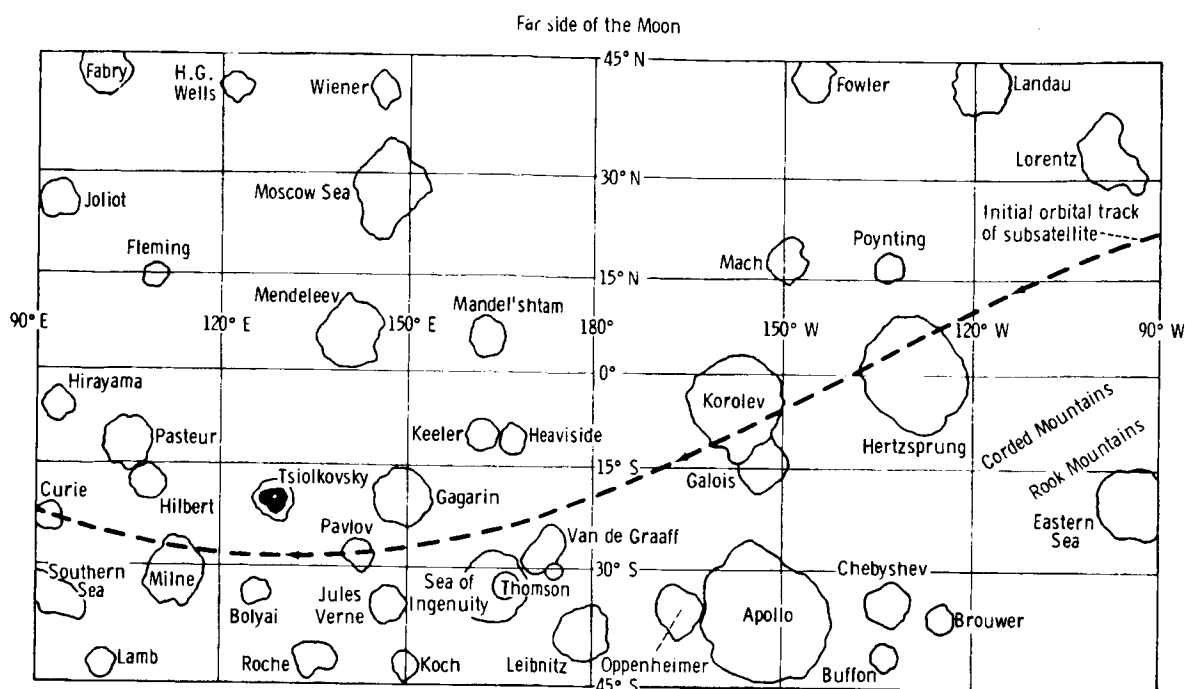 Far side of the Moon
45° N
Fabry
H.G.
Wells
Wiener
Fowler
Landau
Lorentz
30° N
Joliot
Moscow Sea
Initial orbital track
of subsatellite
Fleming
Mach
Poynting
15° N
Mendeleev
Mandel'shtam
90° E
120° E
150° E
180°
150° W
120° W
90° W
0°
Hirayama
Korolev
Pasteur
Keeler
Heaviside
Hertzsprung
Corded Mountains
Rook Mountains
15° S
Galois
Tsiolkovsky
Curie
Hilbert
Gagarin
Pavlov
Van de Graaff
Eastern
Sea
Southern
Sea
Milne
30° S
Chebyshev
Bolyai
Jules
Verne
Sea of
Ingenuity
Thomson
Apollo
Brouwer
Lamb
Roche
Koch
Leibnitz
Oppenheimer
Buffon
45° S